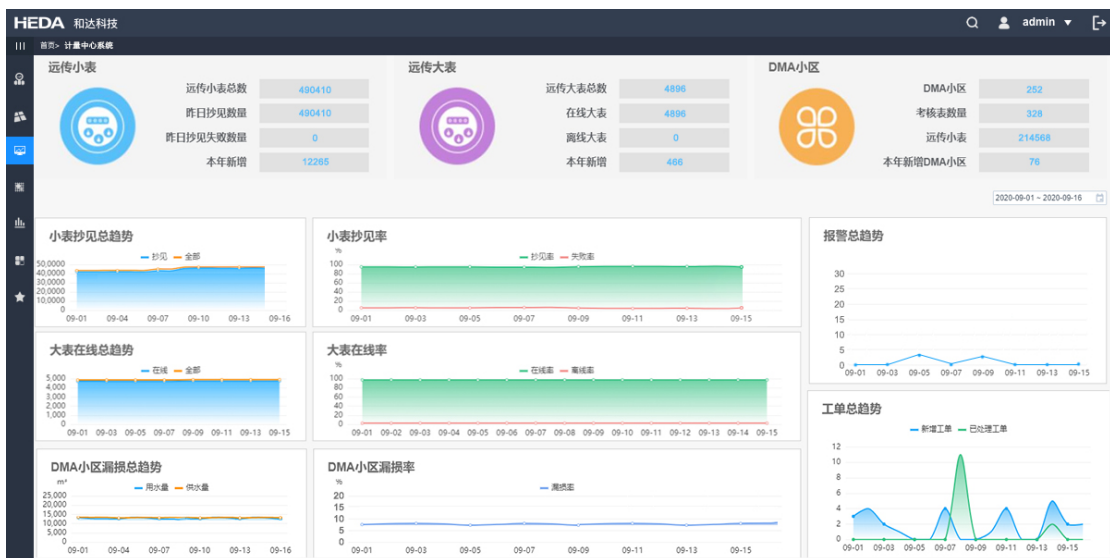 HEDA 和达科技
admin
首页> 计量中心系统
远传小表
远传小表总数 490410
昨日抄见数量 490410
昨日抄见失败数量 0
本年新增 12265
远传大表
远传大表总数 4896
在线大表 4896
离线大表 0
本年新增 466
DMA小区
DMA小区 252
考核表数量 328
远传小表 214568
本年新增DMA小区 76
2020-09-01 ~ 2020-09-16
小表抄见总趋势
抄见 全部
50,0000
40,0000
30,0000
20,0000
10,0000
0
09-01 09-04 09-07 09-10 09-13 09-16
小表抄见率
%
抄见率 失败率
100
80
60
40
20
0
09-01 09-03 09-05 09-07 09-09 09-11 09-13 09-15
报警总趋势
30
25
20
15
10
5
0
09-01 09-03 09-05 09-07 09-09 09-11 09-13 09-15
大表在线总趋势
在线 全部
5,000
4,000
3,000
2,000
1,000
0
09-01 09-03 09-05 09-07 09-09 09-11 09-13 09-15
大表在线率
%
在线率 离线率
100
80
60
40
20
0
09-01 09-02 09-03 09-04 09-05 09-06 09-07 09-08 09-09 09-10 09-11 09-12 09-13 09-14 09-15
工单总趋势
新增工单 已处理工单
12
10
8
6
4
2
0
09-01 09-03 09-05 09-07 09-09 09-11 09-13 09-15
DMA小区漏损总趋势
m³
用水量 供水量
25,000
20,000
15,000
10,000
5,000
0
09-01 09-04 09-07 09-10 09-13 09-16
DMA小区漏损率
%
漏损率
20
15
10
5
0
09-01 09-03 09-05 09-07 09-09 09-11 09-13 09-15